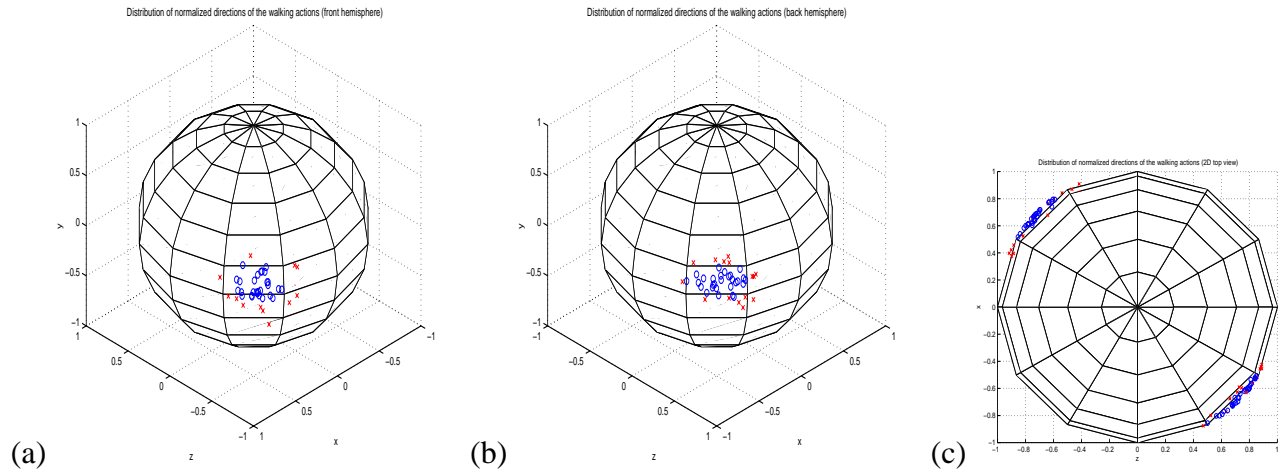 Distribution of normalized directions of the walking actions (front hemisphere)
1
0.5
0
−0.5
−1
y
1
0.5
0
−0.5
−1
z
1
0.5
0
−0.5
−1
x
(a)
Distribution of normalized directions of the walking actions (back hemisphere)
1
0.5
0
−0.5
−1
y
1
0.5
0
−0.5
−1
z
1
0.5
0
−0.5
−1
x
(b)
Distribution of normalized directions of the walking actions (2D top view)
1
0.8
0.6
0.4
0.2
0
−0.2
−0.4
−0.6
−0.8
−1
x
−1 −0.8 −0.6 −0.4 −0.2 0 0.2 0.4 0.6 0.8 1
z
(c)